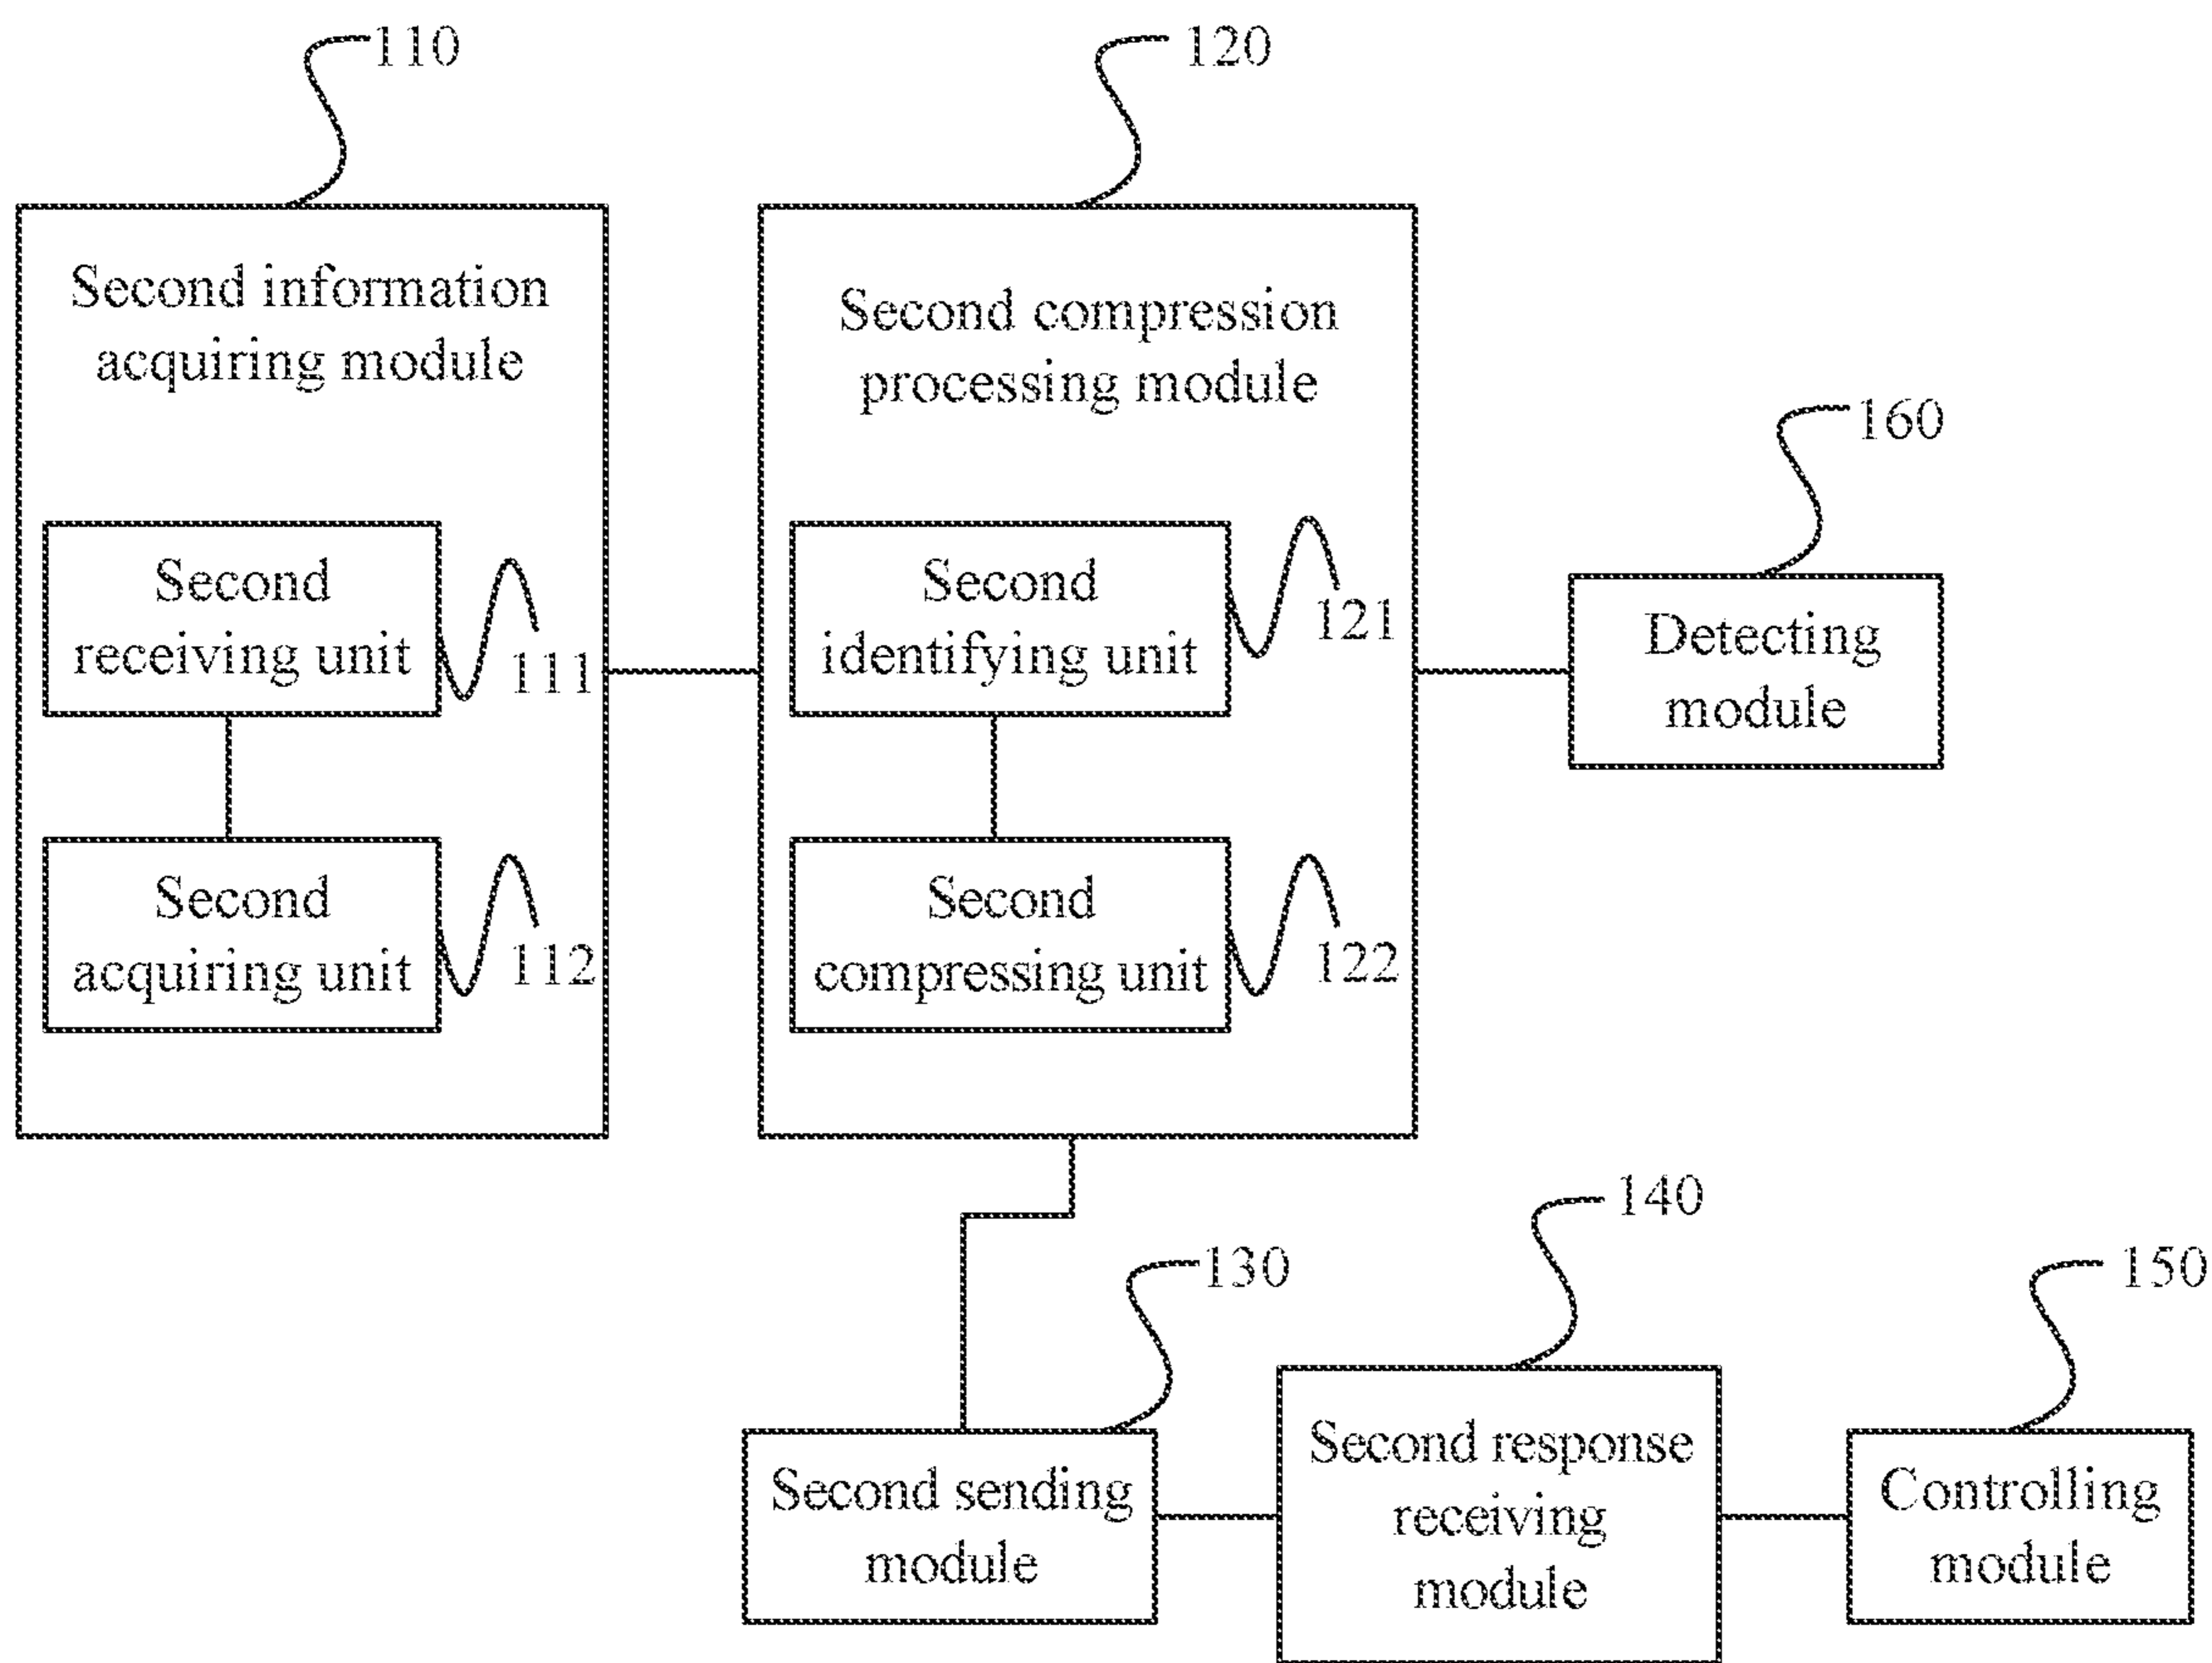 110
120
Second information
acquiring module
Second compression
processing module
160
Second
receiving unit
111
Second
identifying unit
121
Detecting
module
Second
acquiring unit
112
Second
compressing unit
122
140
130
150
Second sending
module
Second response
receiving
module
Controlling
module